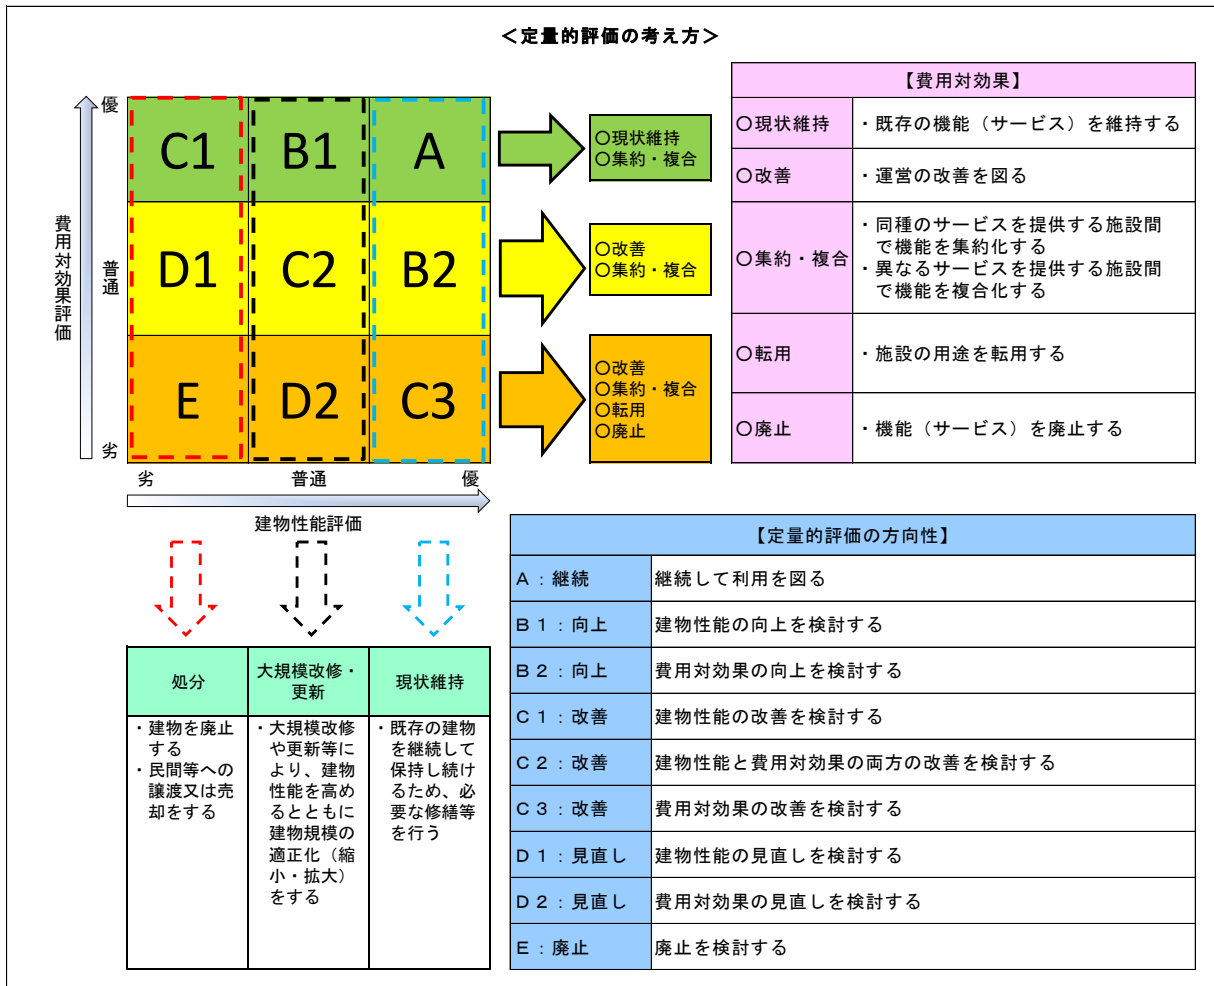 ＜定量的評価の考え方＞
優
普通
劣
費用対効果評価
C1
B1
A
D1
C2
B2
E
D2
C3
劣
普通
優
建物性能評価
○現状維持
○集約・複合
○改善
○集約・複合
○改善
○集約・複合
○転用
○廃止
【費用対効果】
○現状維持
・既存の機能（サービス）を維持する
○改善
・運営の改善を図る
○集約・複合
・同種のサービスを提供する施設間
で機能を集約化する
・異なるサービスを提供する施設間
で機能を複合化する
○転用
・施設の用途を転用する
○廃止
・機能（サービス）を廃止する
処分
・建物を廃止
する
・民間等への
譲渡又は売
却をする
大規模改修・
更新
・大規模改修
や更新等に
より、建物
性能を高め
るとともに
建物規模の
適正化（縮
小・拡大）
をする
現状維持
・既存の建物
を継続して
保持し続け
るため、必
要な修繕等
を行う
【定量的評価の方向性】
Ａ：継続
継続して利用を図る
Ｂ１：向上
建物性能の向上を検討する
Ｂ２：向上
費用対効果の向上を検討する
Ｃ１：改善
建物性能の改善を検討する
Ｃ２：改善
建物性能と費用対効果の両方の改善を検討する
Ｃ３：改善
費用対効果の改善を検討する
Ｄ１：見直し
建物性能の見直しを検討する
Ｄ２：見直し
費用対効果の見直しを検討する
Ｅ：廃止
廃止を検討する